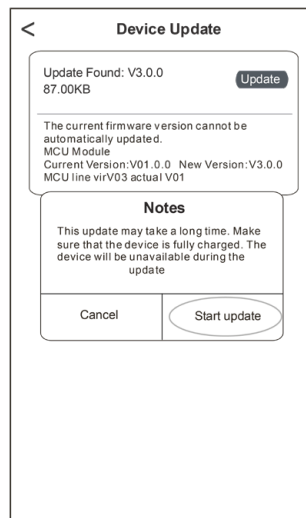 < Device Update
Update Found: V3.0.0
87.00KB
Update
The current firmware version cannot be
automatically updated.
MCU Module
Current Version:V01.0.0 New Version:V3.0.0
MCU line virV03 actual V01
Notes
This update may take a long time. Make
sure that the device is fully charged. The
device will be unavailable during the
update
Cancel
Start update